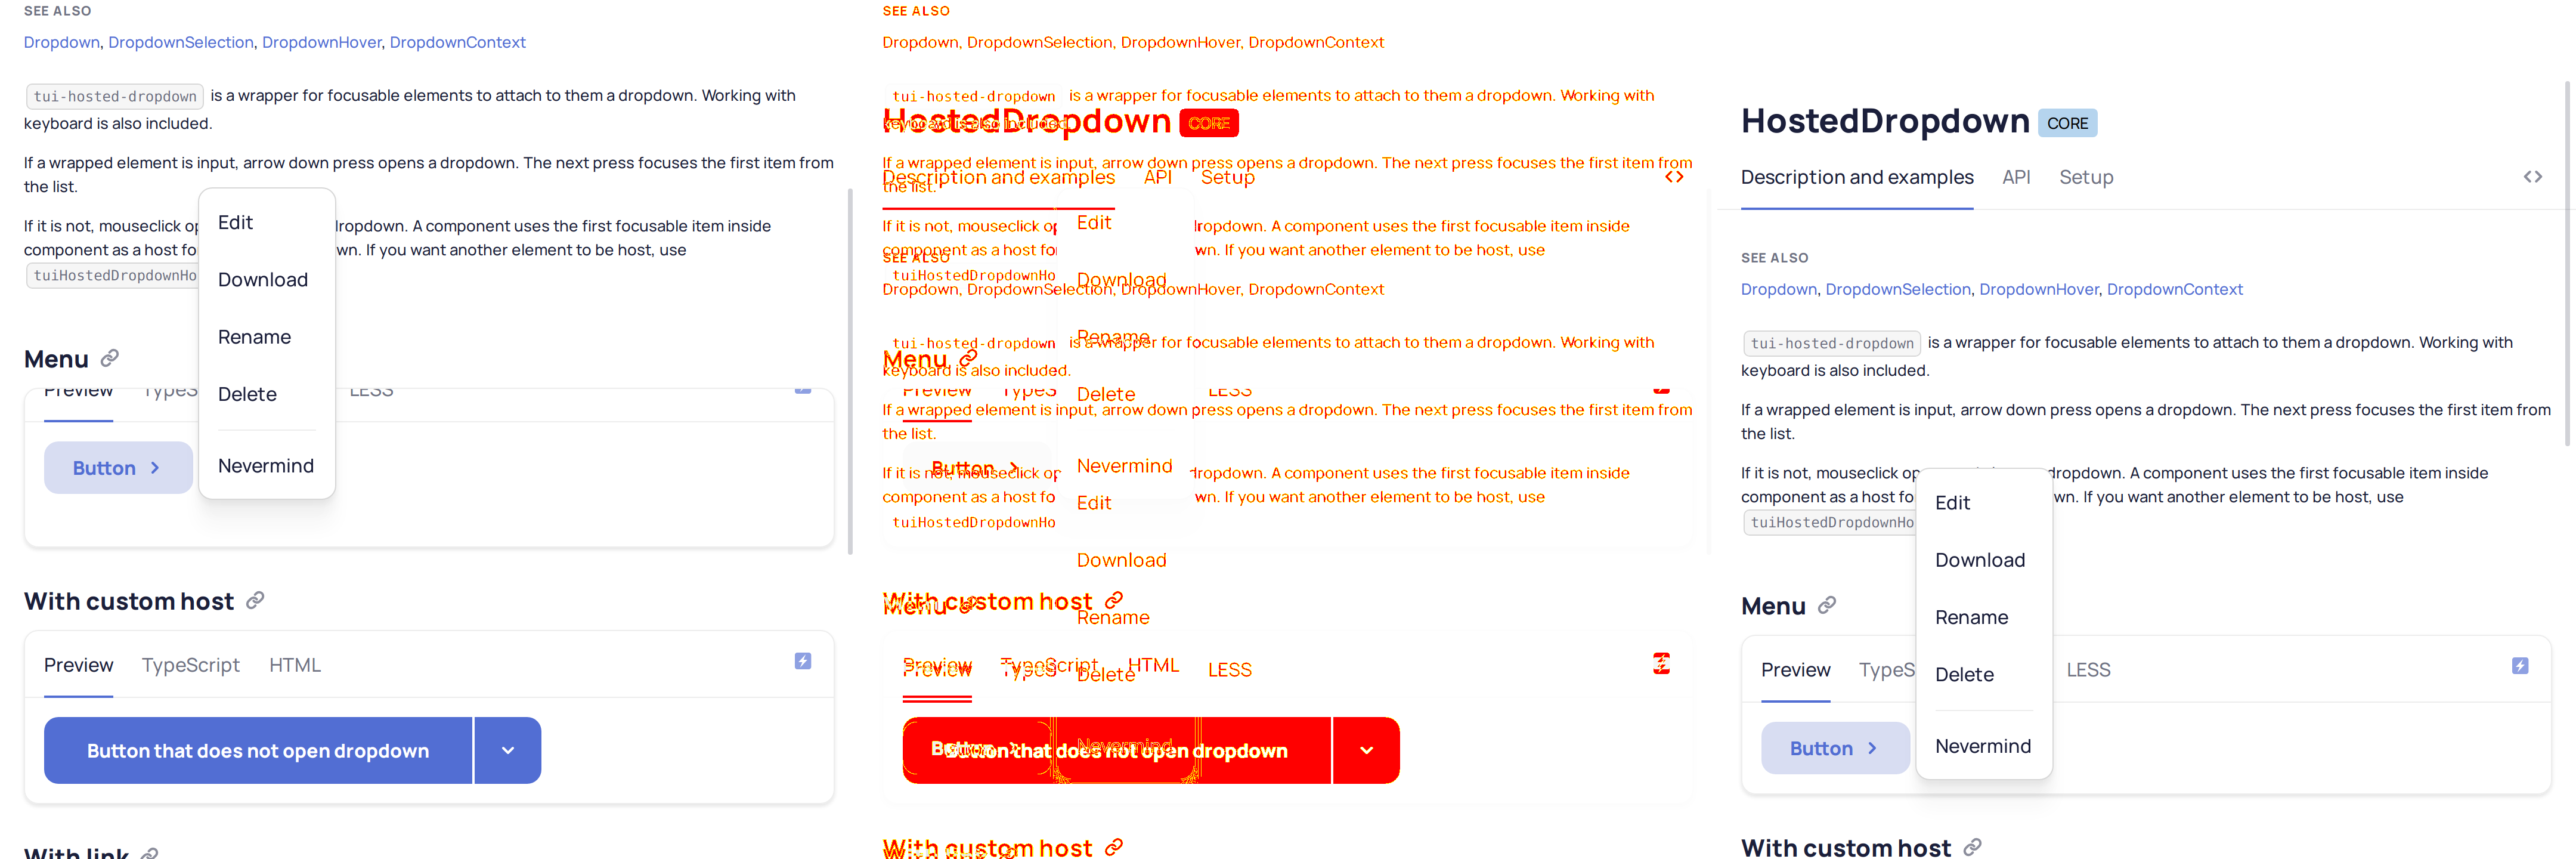 SEE ALSO
Dropdown, DropdownSelection, DropdownHover, DropdownContext
tui-hosted-dropdown is a wrapper for focusable elements to attach to them a dropdown. Working with
keyboard is also included.
If a wrapped element is input, arrow down press opens a dropdown. The next press focuses the first item from
the list.
If it is not, mouseclick op
dropdown. A component uses the first focusable item inside
component as a host fo
wn. If you want another element to be host, use
tuiHostedDropdownHo
Edit
Download
Rename
Delete
Nevermind
Menu
Preview TypeS LESS
Button
With custom host
Preview TypeScript HTML
Button that does not open dropdown
With link
SEE ALSO
Dropdown, DropdownSelection, DropdownHover, DropdownContext
tui-hosted-dropdown is a wrapper for focusable elements to attach to them a dropdown. Working with
HostedDropdown CORE
keyboard is also included.
If a wrapped element is input, arrow down press opens a dropdown. The next press focuses the first item from
Description and examples API Setup
the list.
Edit
If it is not, mouseclick op
dropdown. A component uses the first focusable item inside
component as a host for
wn. If you want another element to be host, use
SEE ALSO
tuiHostedDropdownHo
Download
Dropdown, DropdownSelection, DropdownHover, DropdownContext
Rename
tui-hosted-dropdown is a wrapper for focusable elements to attach to them a dropdown. Working with
Menu
keyboard is also included.
Preview TypeS LESS
Delete
If a wrapped element is input, arrow down press opens a dropdown. The next press focuses the first item from
the list.
Button
Nevermind
If it is not, mouseclick op
dropdown. A component uses the first focusable item inside
component as a host fo
wn. If you want another element to be host, use
Edit
tuiHostedDropdownHo
Download
With custom host
Menu
Rename
Preview TypeScript HTML LESS
Delete
Button that does not open dropdown
Button
Nevermind
With custom host
HostedDropdown CORE
Description and examples API Setup
SEE ALSO
Dropdown, DropdownSelection, DropdownHover, DropdownContext
tui-hosted-dropdown is a wrapper for focusable elements to attach to them a dropdown. Working with
keyboard is also included.
If a wrapped element is input, arrow down press opens a dropdown. The next press focuses the first item from
the list.
If it is not, mouseclick op
dropdown. A component uses the first focusable item inside
component as a host fo
wn. If you want another element to be host, use
tuiHostedDropdownHo
Edit
Download
Rename
Delete
Nevermind
Menu
Preview TypeS LESS
Button
With custom host